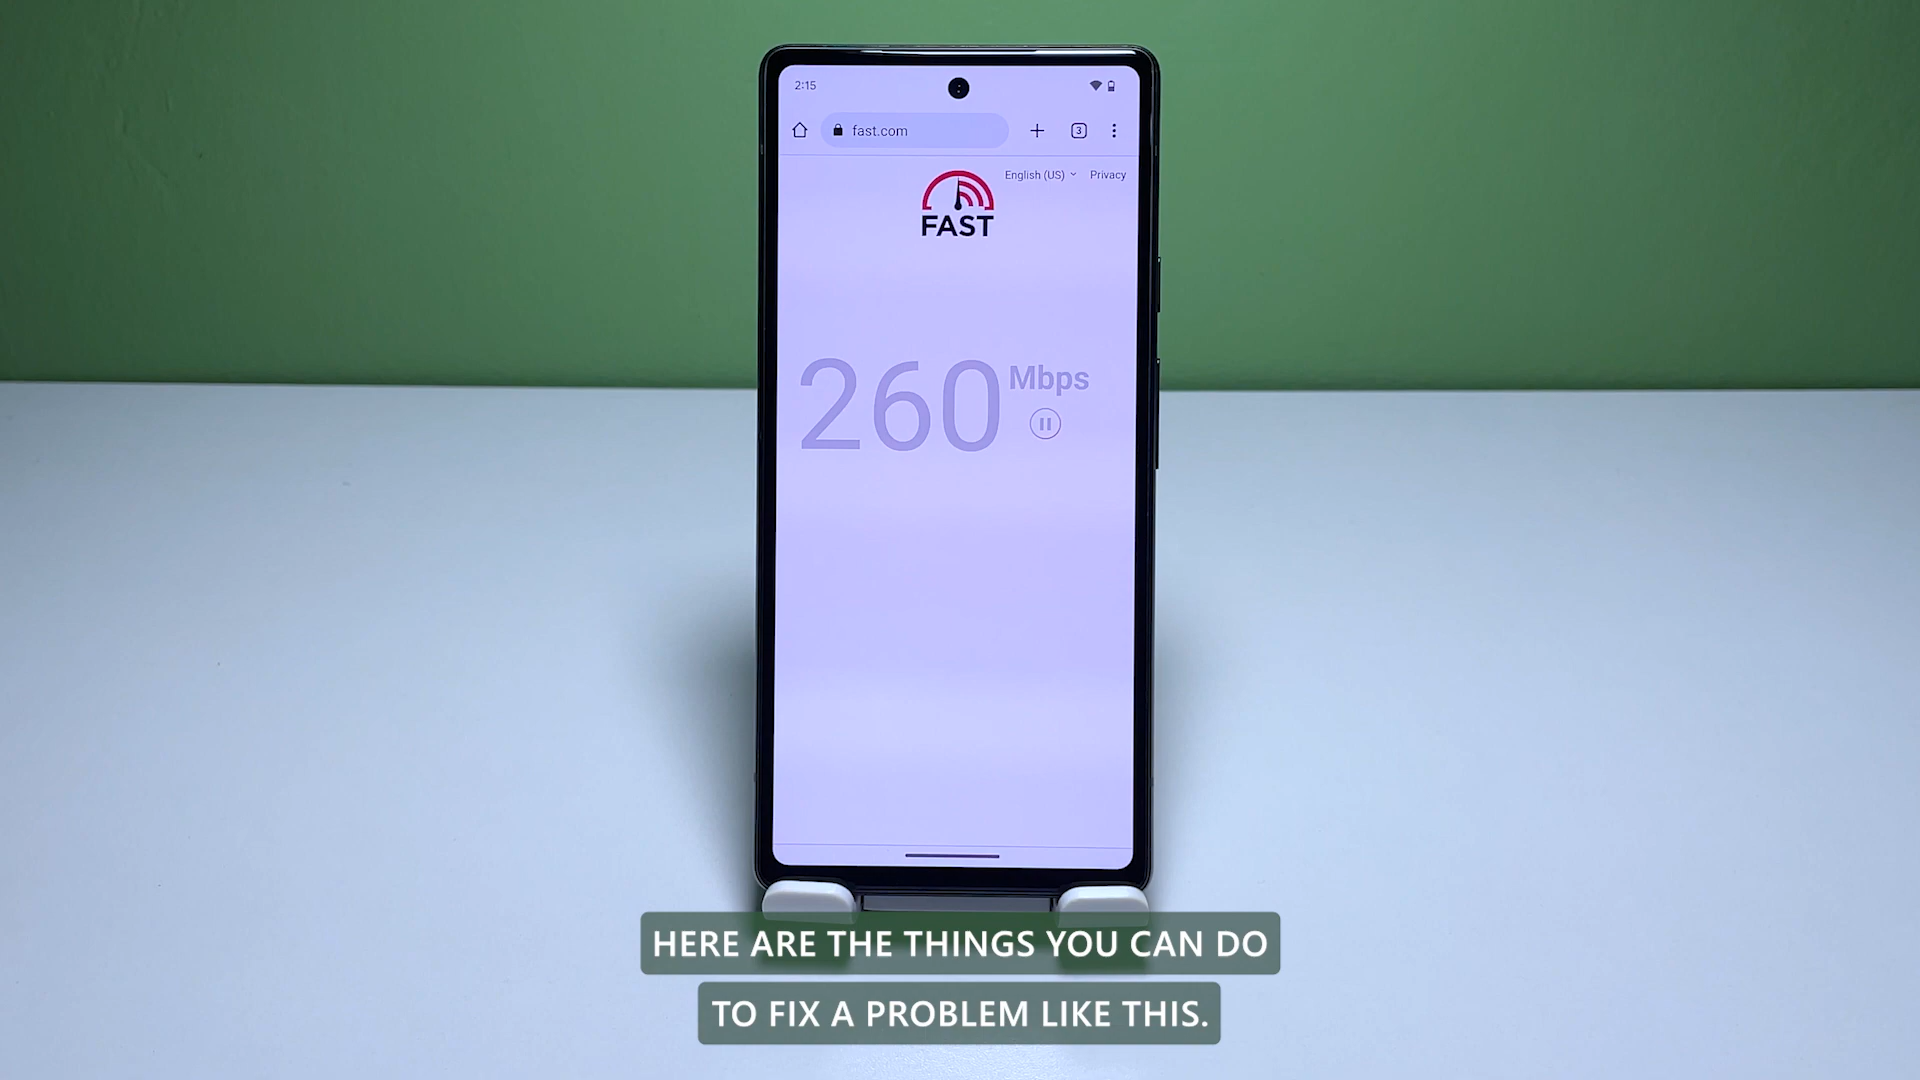 2:15
fast.com
3
English (US)
Privacy
FAST
260 Mbps
HERE ARE THE THINGS YOU CAN DO
TO FIX A PROBLEM LIKE THIS.